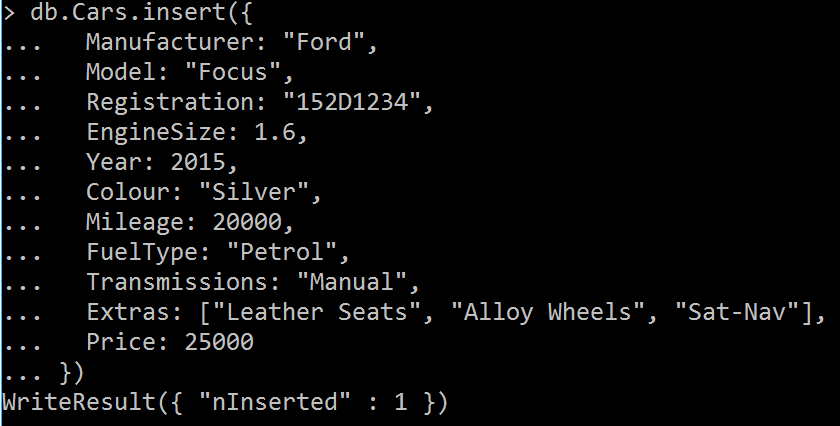 > db.Cars.insert({
...   Manufacturer: "Ford",
...   Model: "Focus",
...   Registration: "152D1234",
...   EngineSize: 1.6,
...   Year: 2015,
...   Colour: "Silver",
...   Mileage: 20000,
...   FuelType: "Petrol",
...   Transmissions: "Manual",
...   Extras: ["Leather Seats", "Alloy Wheels", "Sat-Nav"],
...   Price: 25000
... })
WriteResult({ "nInserted" : 1 })